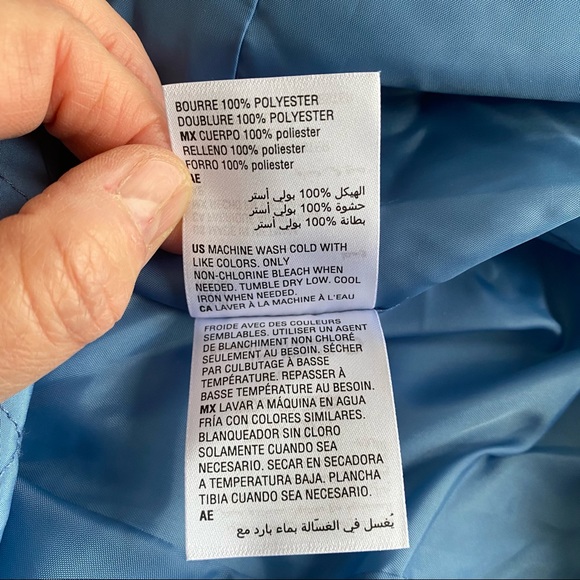 BOURRE 100% POLYESTER
DOUBLURE 100% POLYESTER
MX CUERPO 100% poliester
RELLENO 100% poliester
FORRO 100% poliester
AE
الهيكل 100% بولي أستر
حشوة 100% بولي أستر
بطانة 100% بولي أستر
US MACHINE WASH COLD WITH
LIKE COLORS. ONLY
NON-CHLORINE BLEACH WHEN
NEEDED. TUMBLE DRY LOW. COOL
IRON WHEN NEEDED.
CA LAVER À LA MACHINE À L'EAU
FROIDE AVEC DES COULEURS
SEMBLABLES. UTILISER UN AGENT
DE BLANCHIMENT NON CHLORÉ
SEULEMENT AU BESOIN. SÉCHER
PAR CULBUTAGE À BASSE
TEMPÉRATURE. REPASSER À
BASSE TEMPÉRATURE AU BESOIN.
MX LAVAR A MÁQUINA EN AGUA
FRÍA CON COLORES SIMILARES.
BLANQUEADOR SIN CLORO
SOLAMENTE CUANDO SEA
NECESARIO. SECAR EN SECADORA
A TEMPERATURA BAJA. PLANCHA
TIBIA CUANDO SEA NECESARIO.
AE
يُغسل في الغسّالة بماء بارد مع